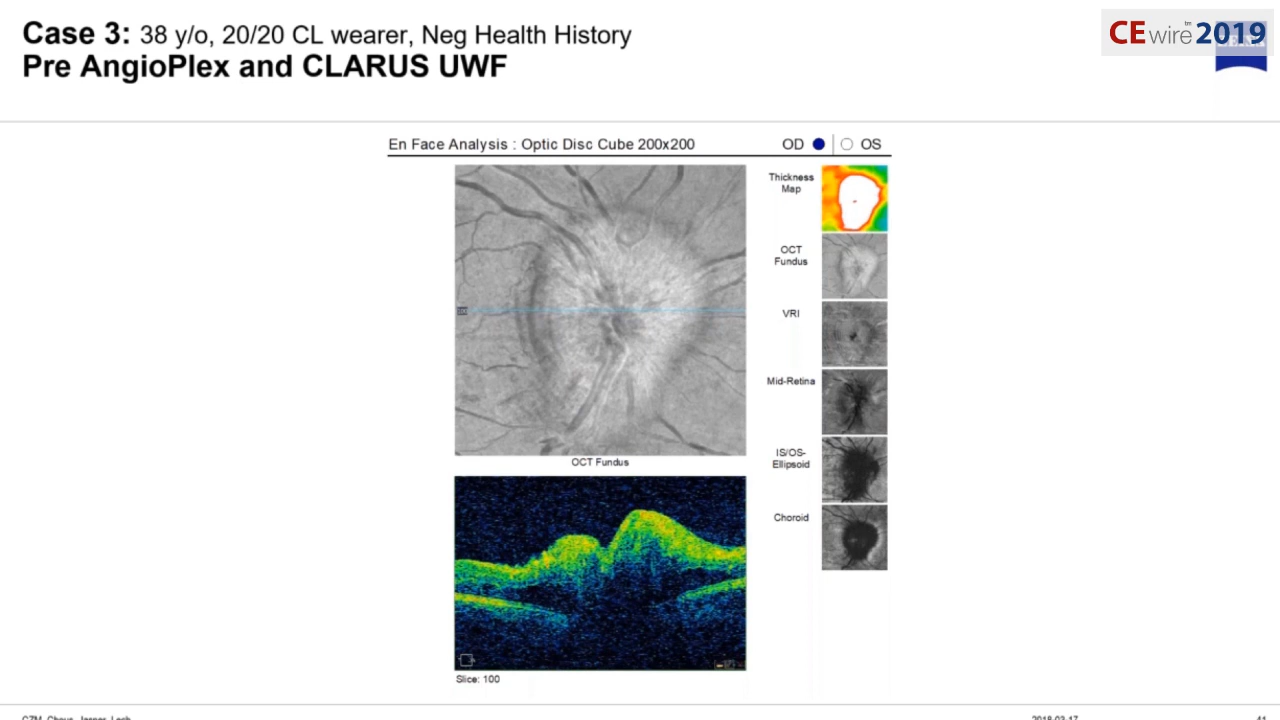 Case 3: 38 y/o, 20/20 CL wearer, Neg Health History
Pre AngioPlex and CLARUS UWF
CEwire™2019
En Face Analysis : Optic Disc Cube 200x200 OD OS
Thickness
Map
OCT
Fundus
VRI
Mid-Retina
IS/OS-
Ellipsoid
Choroid
100
OCT Fundus
Slice: 100